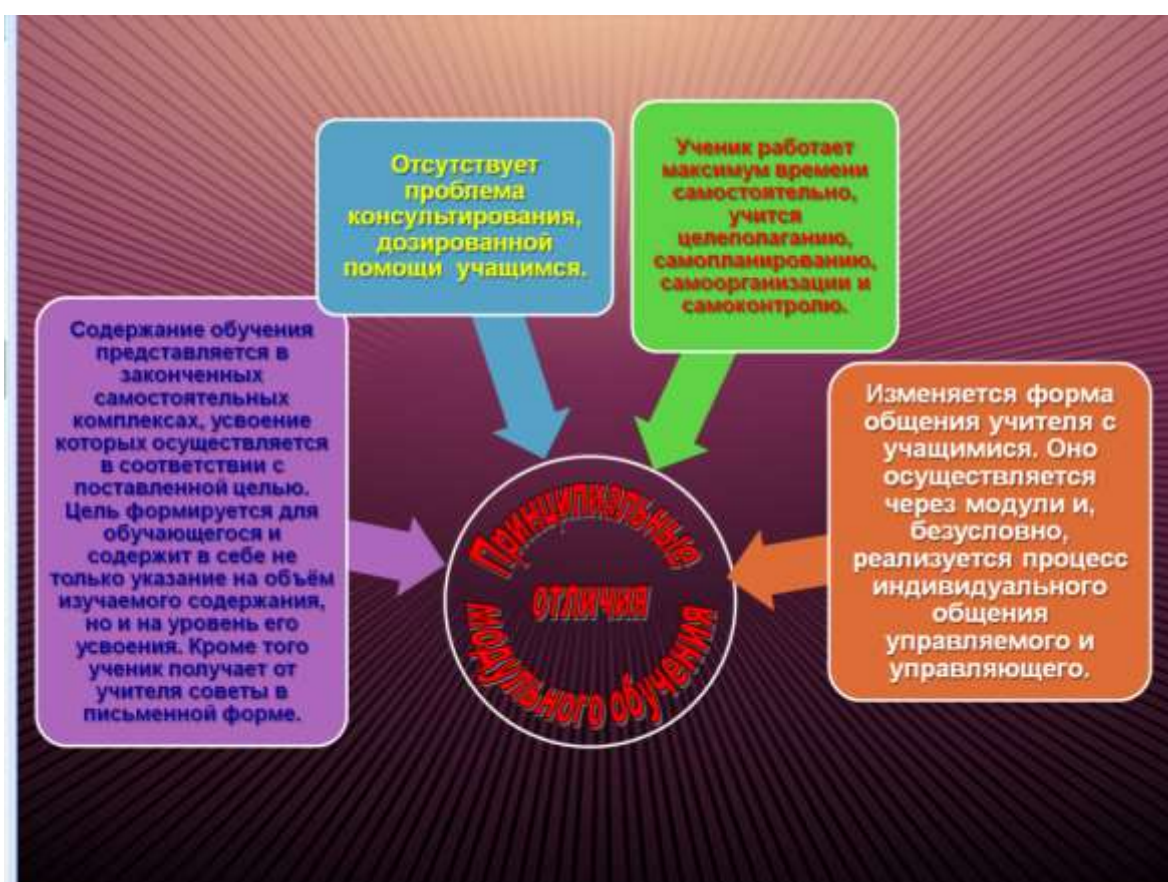 Отсутствует
проблема
консультирования,
дозированной
помощи учащимся.
Ученик работает
максимум времени
самостоятельно,
учится
целеполаганию,
самопланированию,
самоорганизации и
самоконтролю.
Содержание обучения
представляется в
законченных
самостоятельных
комплексах, усвоение
которых осуществляется
в соответствии с
поставленной целью.
Цель формируется для
обучающегося и
содержит в себе не
только указание на объём
изучаемого содержания,
но и на уровень его
усвоения. Кроме того
ученик получает от
учителя советы в
письменной форме.
Изменяется форма
общения учителя с
учащимися. Оно
осуществляется
через модули и,
безусловно,
реализуется процесс
индивидуального
общения
управляемого и
управляющего.
Принципиальные
отличия
модульного обучения